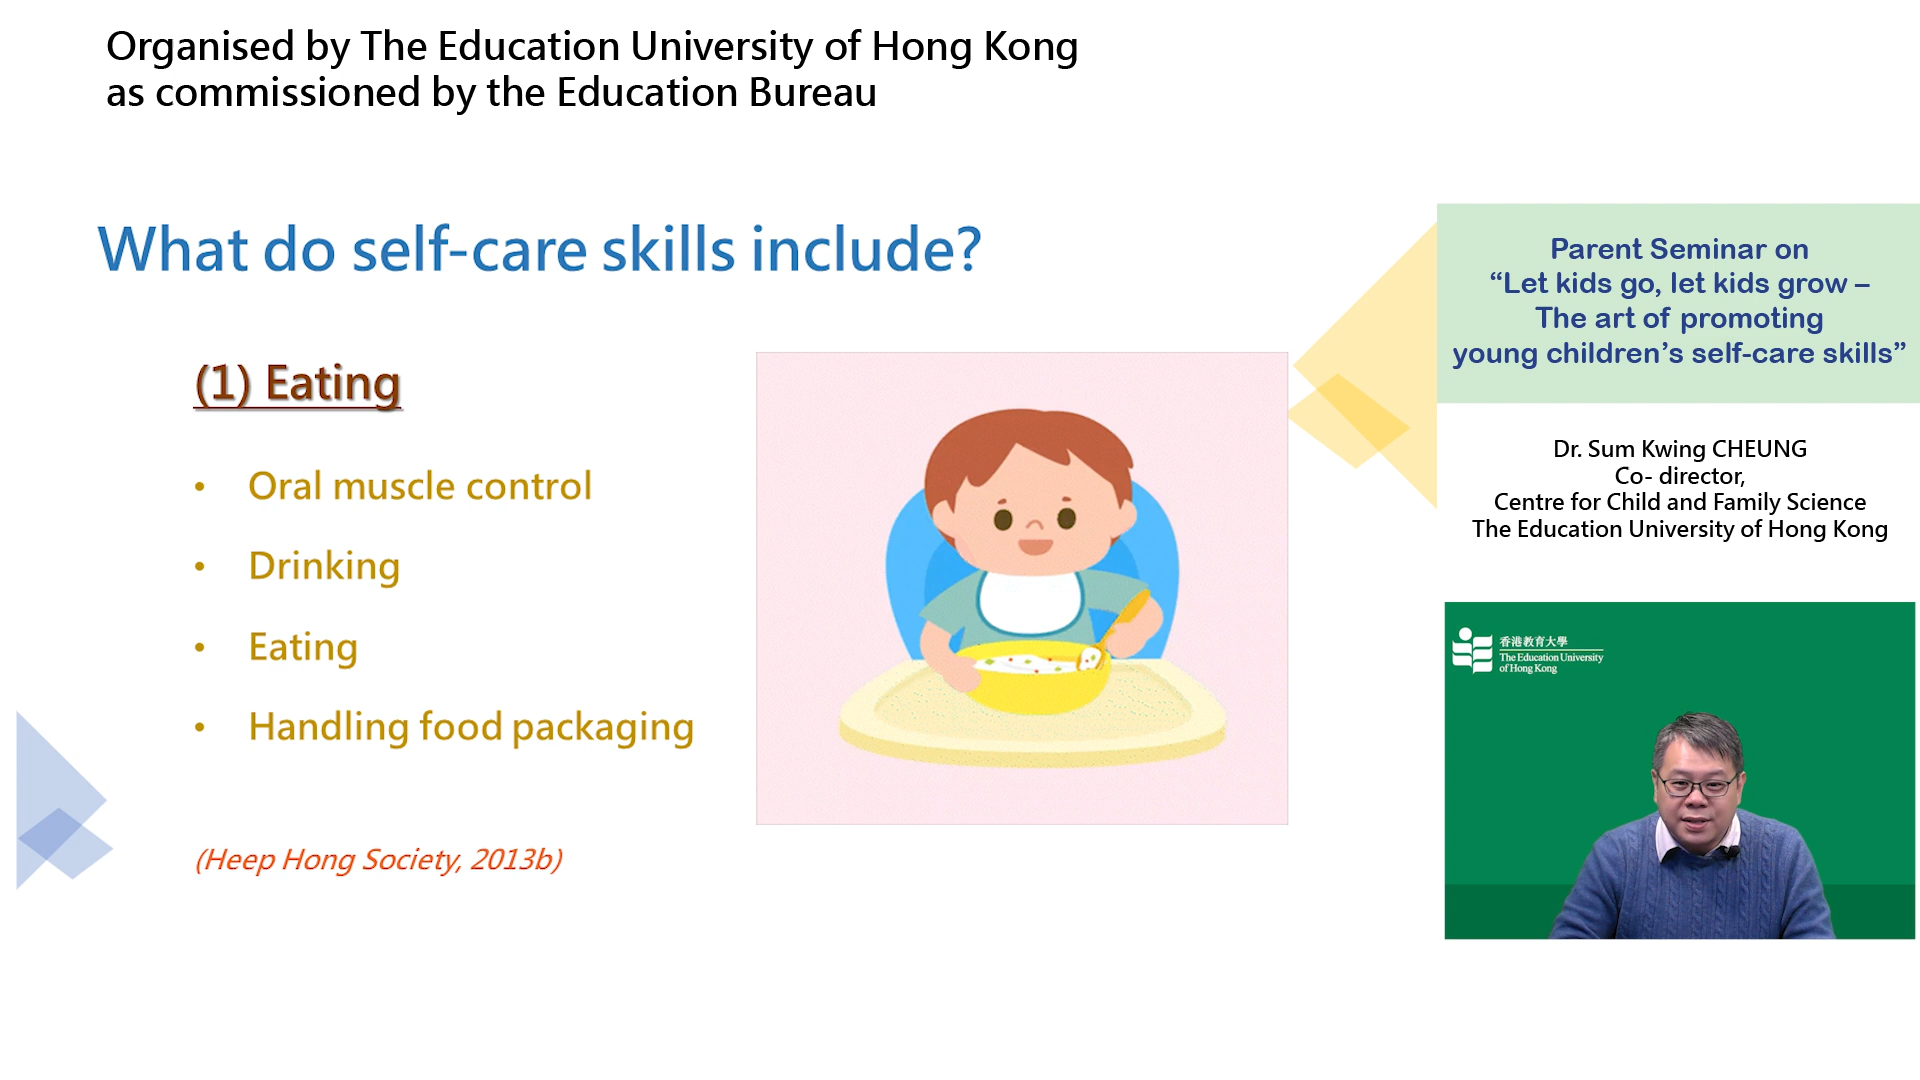 Organised by The Education University of Hong Kong
as commissioned by the Education Bureau
What do self-care skills include?
(1) Eating
• Oral muscle control
• Drinking
• Eating
• Handling food packaging
(Heep Hong Society, 2013b)
Parent Seminar on
“Let kids go, let kids grow –
The art of promoting
young children’s self-care skills”
Dr. Sum Kwing CHEUNG
Co- director,
Centre for Child and Family Science
The Education University of Hong Kong
香港教育大學
The Education University
of Hong Kong